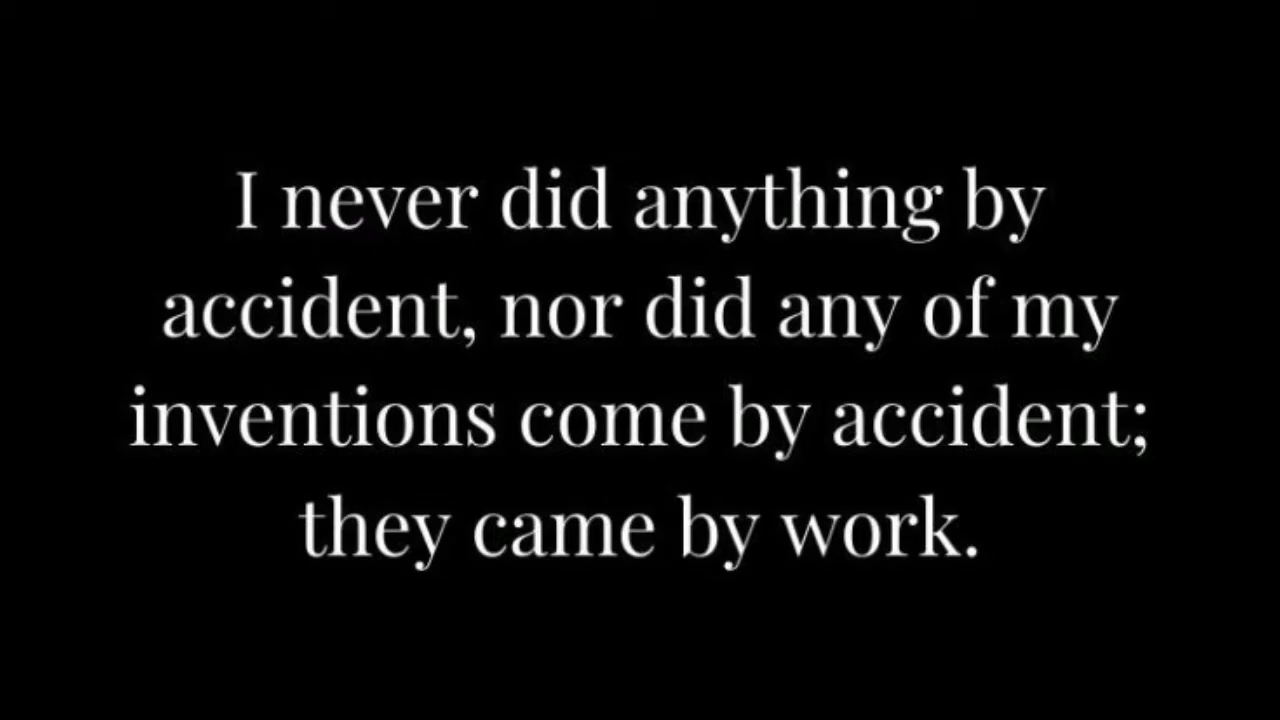 I never did anything by
accident, nor did any of my
inventions come by accident;
they came by work.